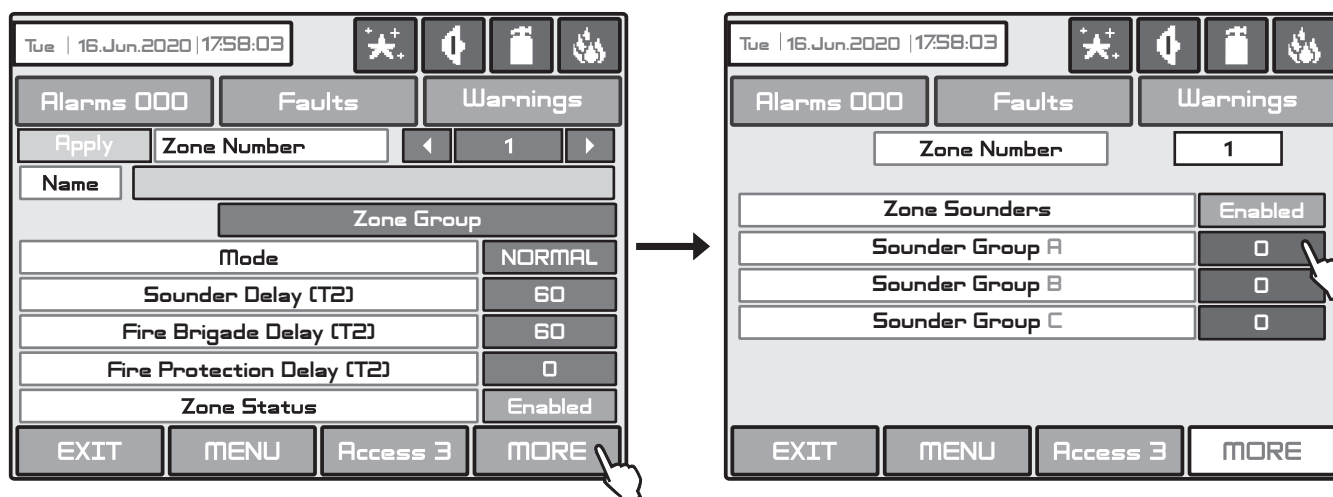 Tue | 16.Jun.2020 | 17:58:03
Alarms 000 Faults Warnings
Apply Zone Number 1
Name
Zone Group
Mode NORMAL
Sounder Delay (T2) 60
Fire Brigade Delay (T2) 60
Fire Protection Delay (T2) 0
Zone Status Enabled
EXIT MENU Access 3 MORE
Tue | 16.Jun.2020 | 17:58:03
Alarms 000 Faults Warnings
Zone Number 1
Zone Sounders Enabled
Sounder Group A 0
Sounder Group B 0
Sounder Group C 0
EXIT MENU Access 3 MORE